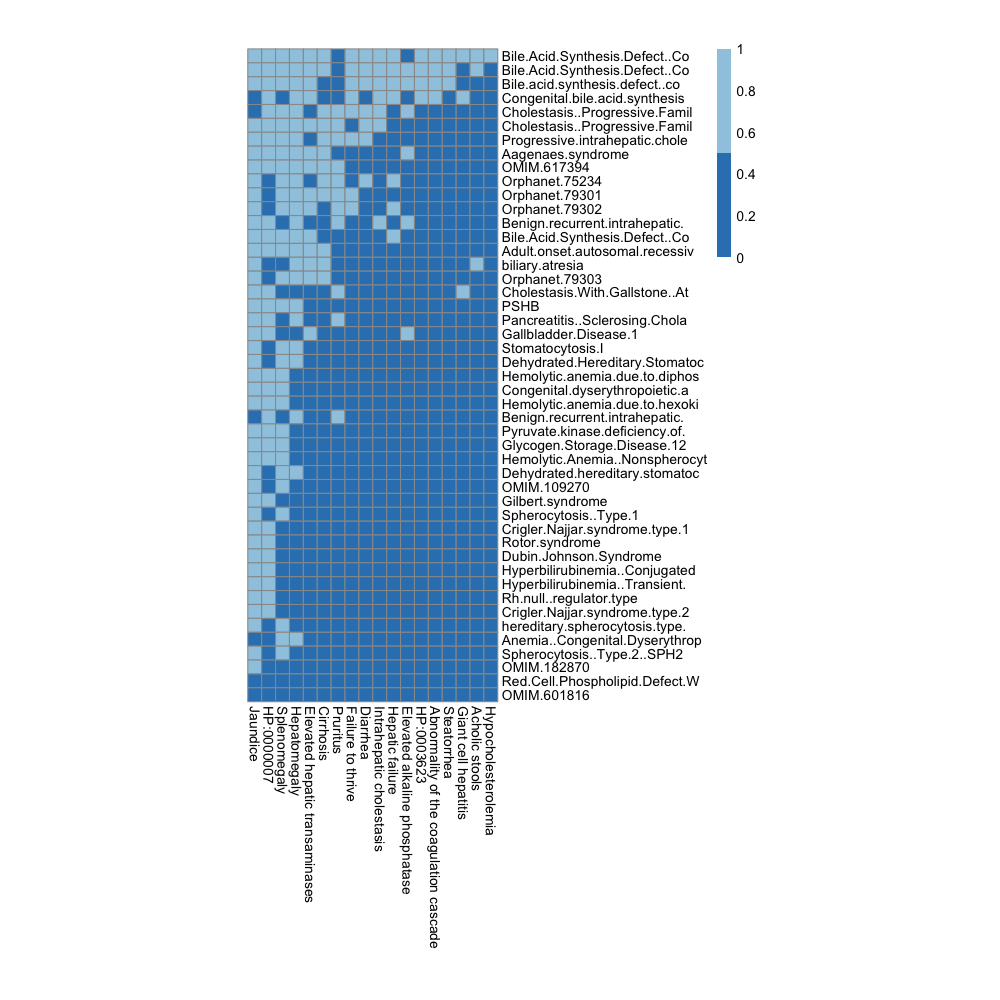 Bile.Acid.Synthesis.Defect..Co
Bile.Acid.Synthesis.Defect..Co
Bile.acid.synthesis.defect..co
Congenital.bile.acid.synthesis
Cholestasis..Progressive.Famil
Cholestasis..Progressive.Famil
Progressive.intrahepatic.chole
Aagenaes.syndrome
OMIM.617394
Orphanet.75234
Orphanet.79301
Orphanet.79302
Benign.recurrent.intrahepatic.
Bile.Acid.Synthesis.Defect..Co
Adult.onset.autosomal.recessiv
biliary.atresia
Orphanet.79303
Cholestasis.With.Gallstone..At
PSHB
Pancreatitis..Sclerosing.Chola
Gallbladder.Disease.1
Stomatocytosis.I
Dehydrated.Hereditary.Stomatoc
Hemolytic.anemia.due.to.diphos
Congenital.dyserythropoietic.a
Hemolytic.anemia.due.to.hexoki
Benign.recurrent.intrahepatic.
Pyruvate.kinase.deficiency.of.
Glycogen.Storage.Disease.12
Hemolytic.Anemia..Nonspherocyt
Dehydrated.hereditary.stomatoc
OMIM.109270
Gilbert.syndrome
Spherocytosis..Type.1
Crigler.Najjar.syndrome.type.1
Rotor.syndrome
Dubin.Johnson.Syndrome
Hyperbilirubinemia..Conjugated
Hyperbilirubinemia..Transient.
Rh.null..regulator.type
Crigler.Najjar.syndrome.type.2
hereditary.spherocytosis.type.
Anemia..Congenital.Dyserythrop
Spherocytosis..Type.2..SPH2
OMIM.182870
Red.Cell.Phospholipid.Defect.W
OMIM.601816
1
0.8
0.6
0.4
0.2
0
Jaundice
HP:0000007
Splenomegaly
Hepatomegaly
Elevated hepatic transaminases
Cirrhosis
Pruritus
Failure to thrive
Diarrhea
Intrahepatic cholestasis
Hepatic failure
Elevated alkaline phosphatase
HP:0003623
Abnormality of the coagulation cascade
Steatorrhea
Giant cell hepatitis
Acholic stools
Hypocholesterolemia